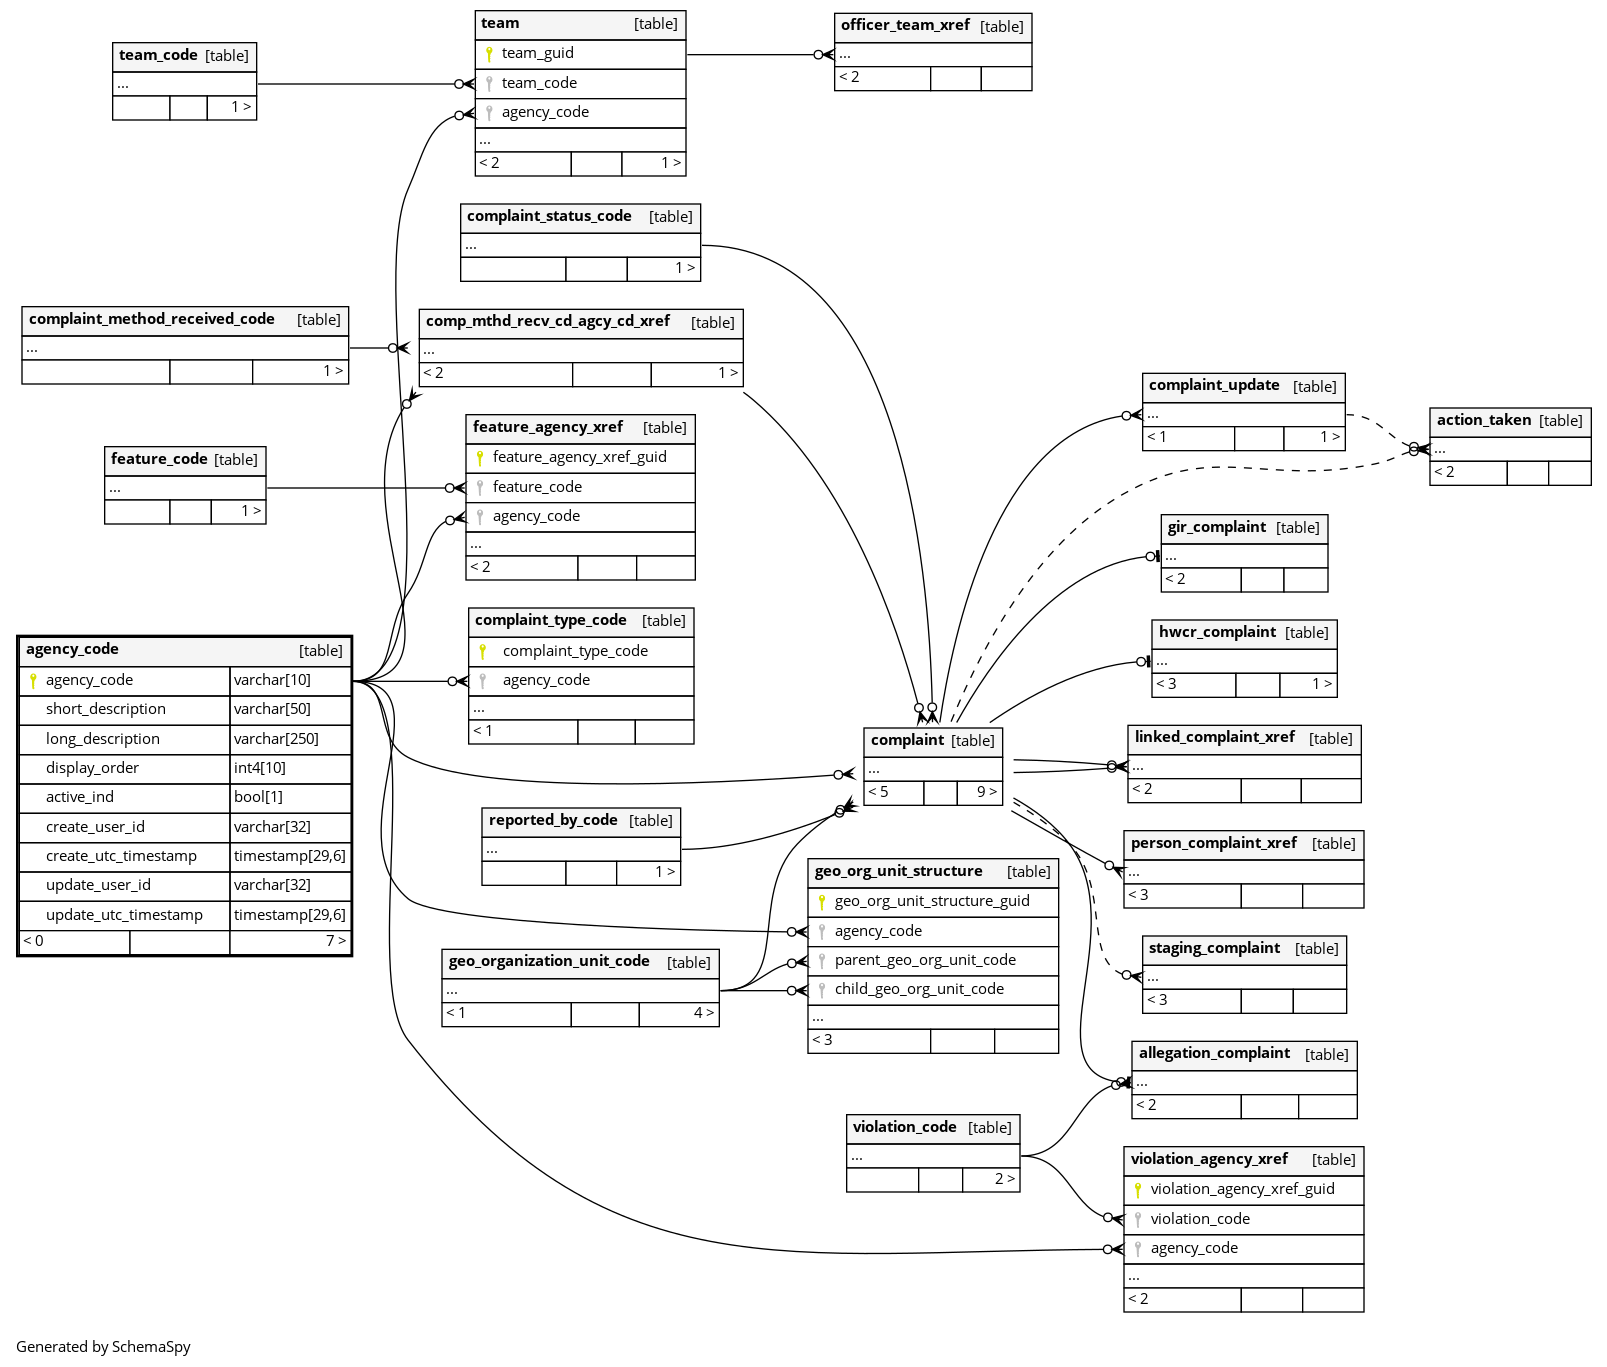 team_code [table]
...
1 >
team [table]
team_guid
team_code
agency_code
...
< 2 1 >
officer_team_xref [table]
...
< 2
complaint_status_code [table]
...
1 >
complaint_method_received_code [table]
...
1 >
comp_mthd_recv_cd_agcy_cd_xref [table]
...
< 2 1 >
feature_code [table]
...
1 >
feature_agency_xref [table]
feature_agency_xref_guid
feature_code
agency_code
...
< 2
complaint_type_code [table]
complaint_type_code
agency_code
...
< 1
agency_code [table]
agency_code varchar[10]
short_description varchar[50]
long_description varchar[250]
display_order int4[10]
active_ind bool[1]
create_user_id varchar[32]
create_utc_timestamp timestamp[29,6]
update_user_id varchar[32]
update_utc_timestamp timestamp[29,6]
< 0 7 >
reported_by_code [table]
...
1 >
geo_organization_unit_code [table]
...
< 1 4 >
complaint [table]
...
< 5 9 >
geo_org_unit_structure [table]
geo_org_unit_structure_guid
agency_code
parent_geo_org_unit_code
child_geo_org_unit_code
...
< 3
violation_code [table]
...
2 >
complaint_update [table]
...
< 1 1 >
action_taken [table]
...
< 2
gir_complaint [table]
...
< 2
hwcr_complaint [table]
...
< 3 1 >
linked_complaint_xref [table]
...
< 2
person_complaint_xref [table]
...
< 3
staging_complaint [table]
...
< 3
allegation_complaint [table]
...
< 2
violation_agency_xref [table]
violation_agency_xref_guid
violation_code
agency_code
...
< 2
Generated by SchemaSpy